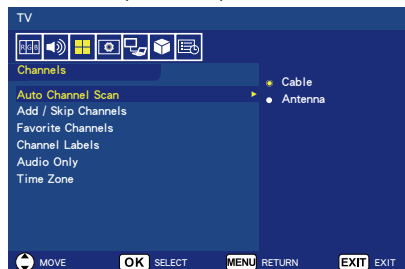 TV
RGB
Channels
Auto Channel Scan
Add / Skip Channels
Favorite Channels
Channel Labels
Audio Only
Time Zone
Cable
Antenna
MOVE OK SELECT MENU RETURN EXIT EXIT